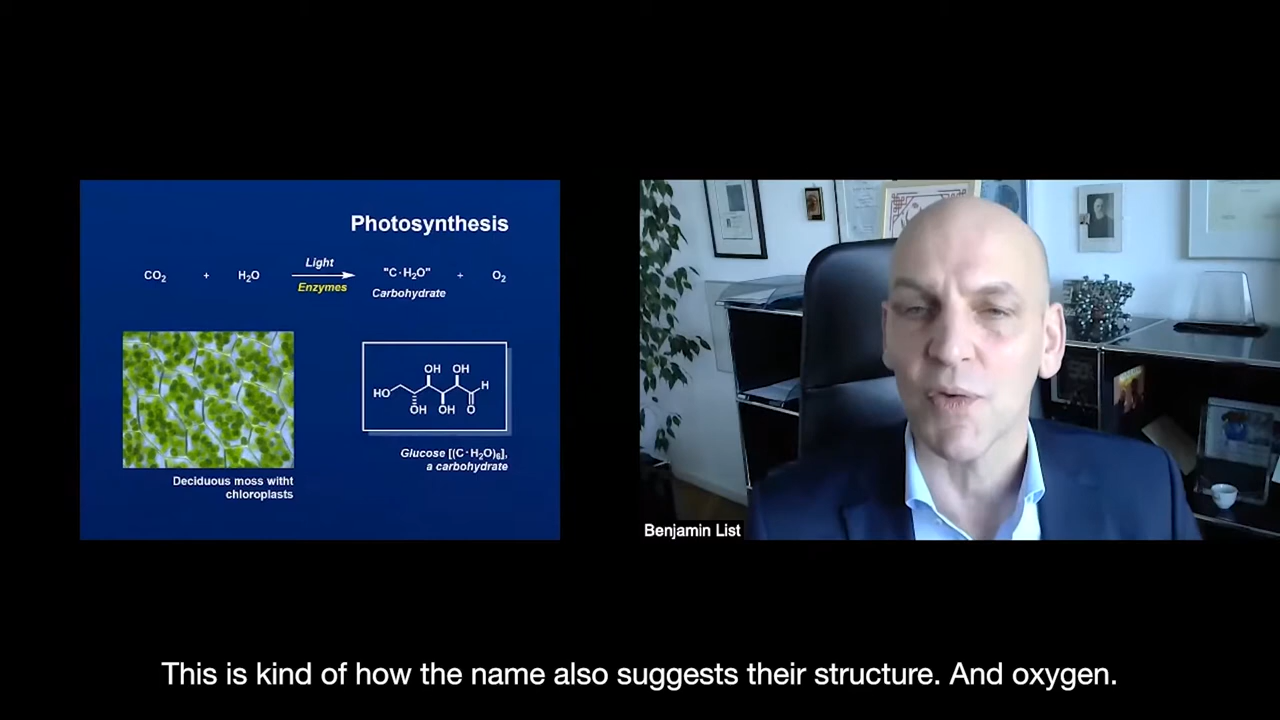 Photosynthesis
CO2 + H2O Light Enzymes "C·H2O" + O2
Carbohydrate
OH OH
HO H
OH OH O
Glucose [(C·H2O)6],
a carbohydrate
Deciduous moss witht
chloroplasts
Benjamin List
This is kind of how the name also suggests their structure. And oxygen.